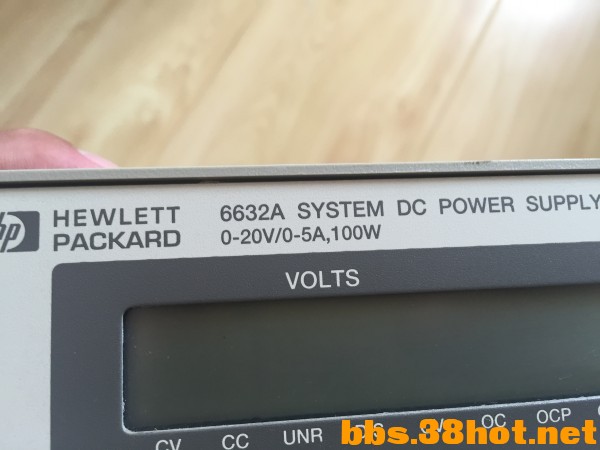 hp HEWLETT PACKARD
6632A SYSTEM DC POWER SUPPLY
0-20V/0-5A,100W
VOLTS
CV CC UNR OC OCP
bbs.38hot.net